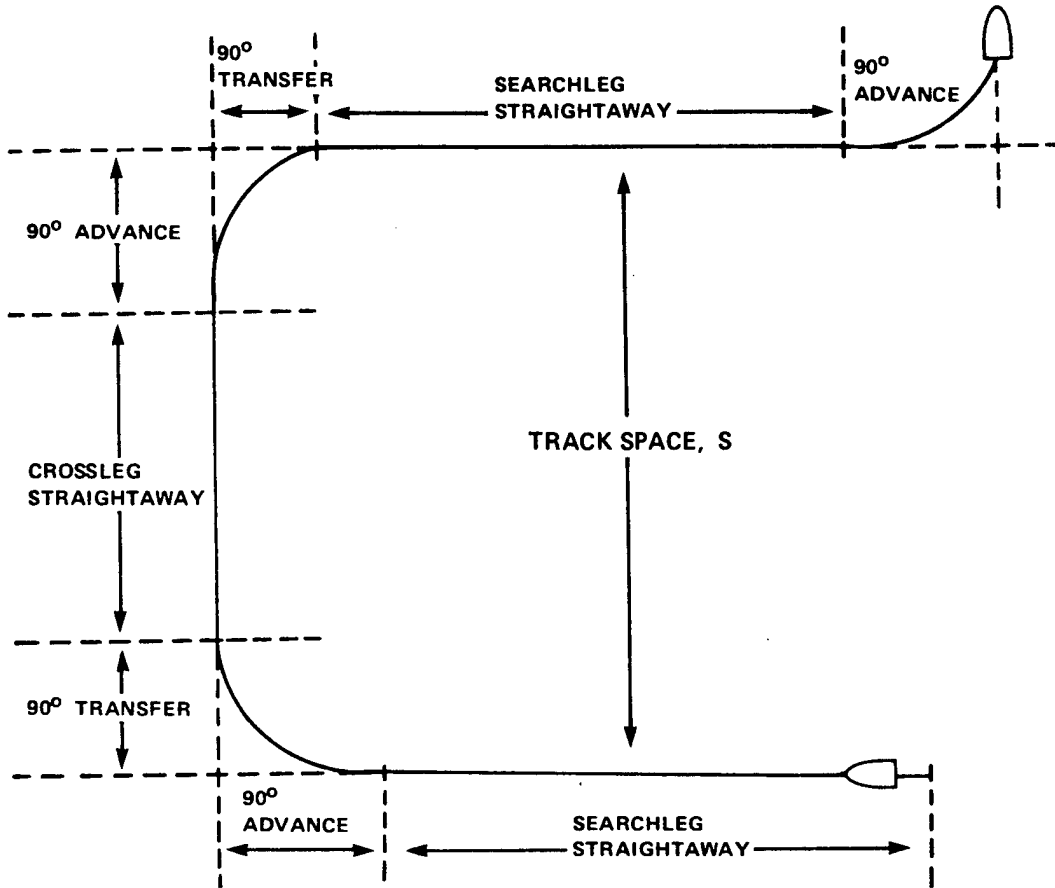 90°
TRANSFER
SEARCHLEG
STRAIGHTAWAY
90°
ADVANCE
90° ADVANCE
TRACK SPACE, S
CROSSLEG
STRAIGHTAWAY
90° TRANSFER
90°
ADVANCE
SEARCHLEG
STRAIGHTAWAY